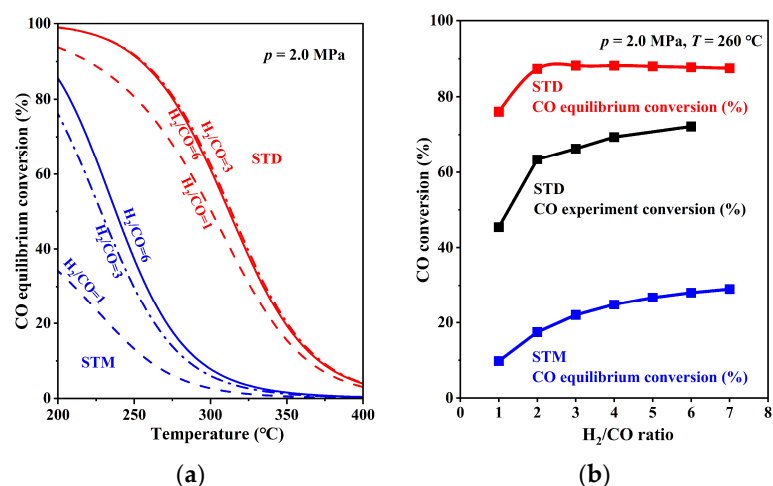 CO equilibrium conversion (%)
100
80
60
40
20
0
p = 2.0 MPa
H₂/CO=3
H₂/CO=6
H₂/CO=1
STD
H₂/CO=6
H₂/CO=3
H₂/CO=1
STM
200
250
300
350
400
Temperature (℃)
(a)
CO conversion (%)
100
80
60
40
20
0
p = 2.0 MPa, T = 260 ℃
STD
CO equilibrium conversion (%)
STD
CO experiment conversion (%)
STM
CO equilibrium conversion (%)
0
1
2
3
4
5
6
7
8
H₂/CO ratio
(b)